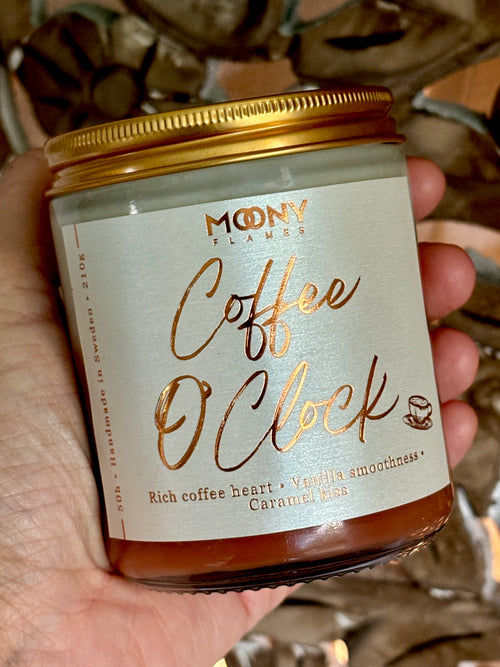 MOONY
FLAMES
Coffee
O'Clock
Rich coffee heart • Vanilla smoothness •
Caramel kiss
50h • Handmade in Sweden • 210g